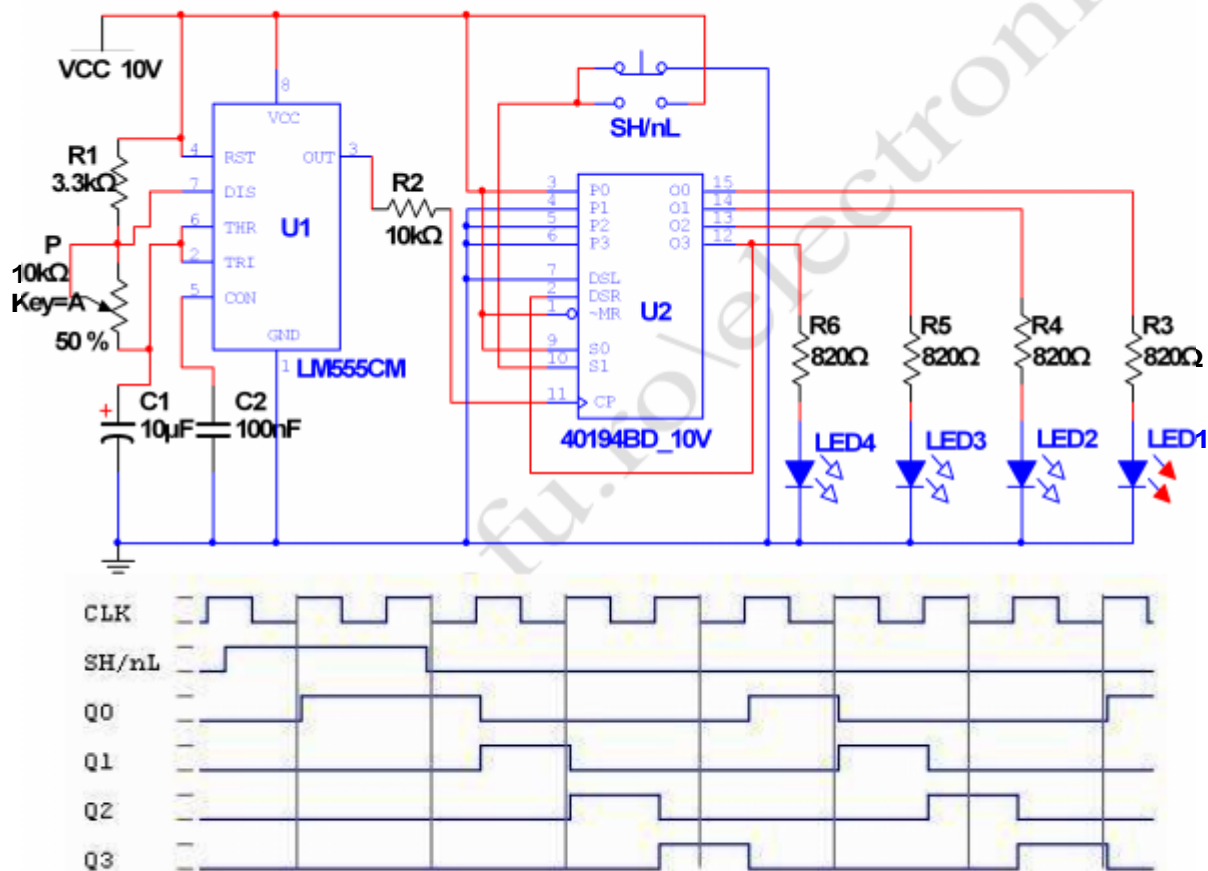 VCC 10V
8
VCC
SH/nL
R1
3.3kΩ
4 RST OUT 3
7 DIS
R2
10kΩ
6 THR
U1
2 TRI
P
10kΩ
Key=A
50 %
5 CON
GND
1
LM555CM
C1
10µF
C2
100nF
3 P0 O0 15
4 P1 O1 14
5 P2 O2 13
6 P3 O3 12
7 DSL
2 DSR
1 ~MR
U2
9 S0
10 S1
11 CP
40194BD_10V
R6
820Ω
R5
820Ω
R4
820Ω
R3
820Ω
LED4
LED3
LED2
LED1
fu.ro\electroni
CLK
SH/nL
Q0
Q1
Q2
Q3